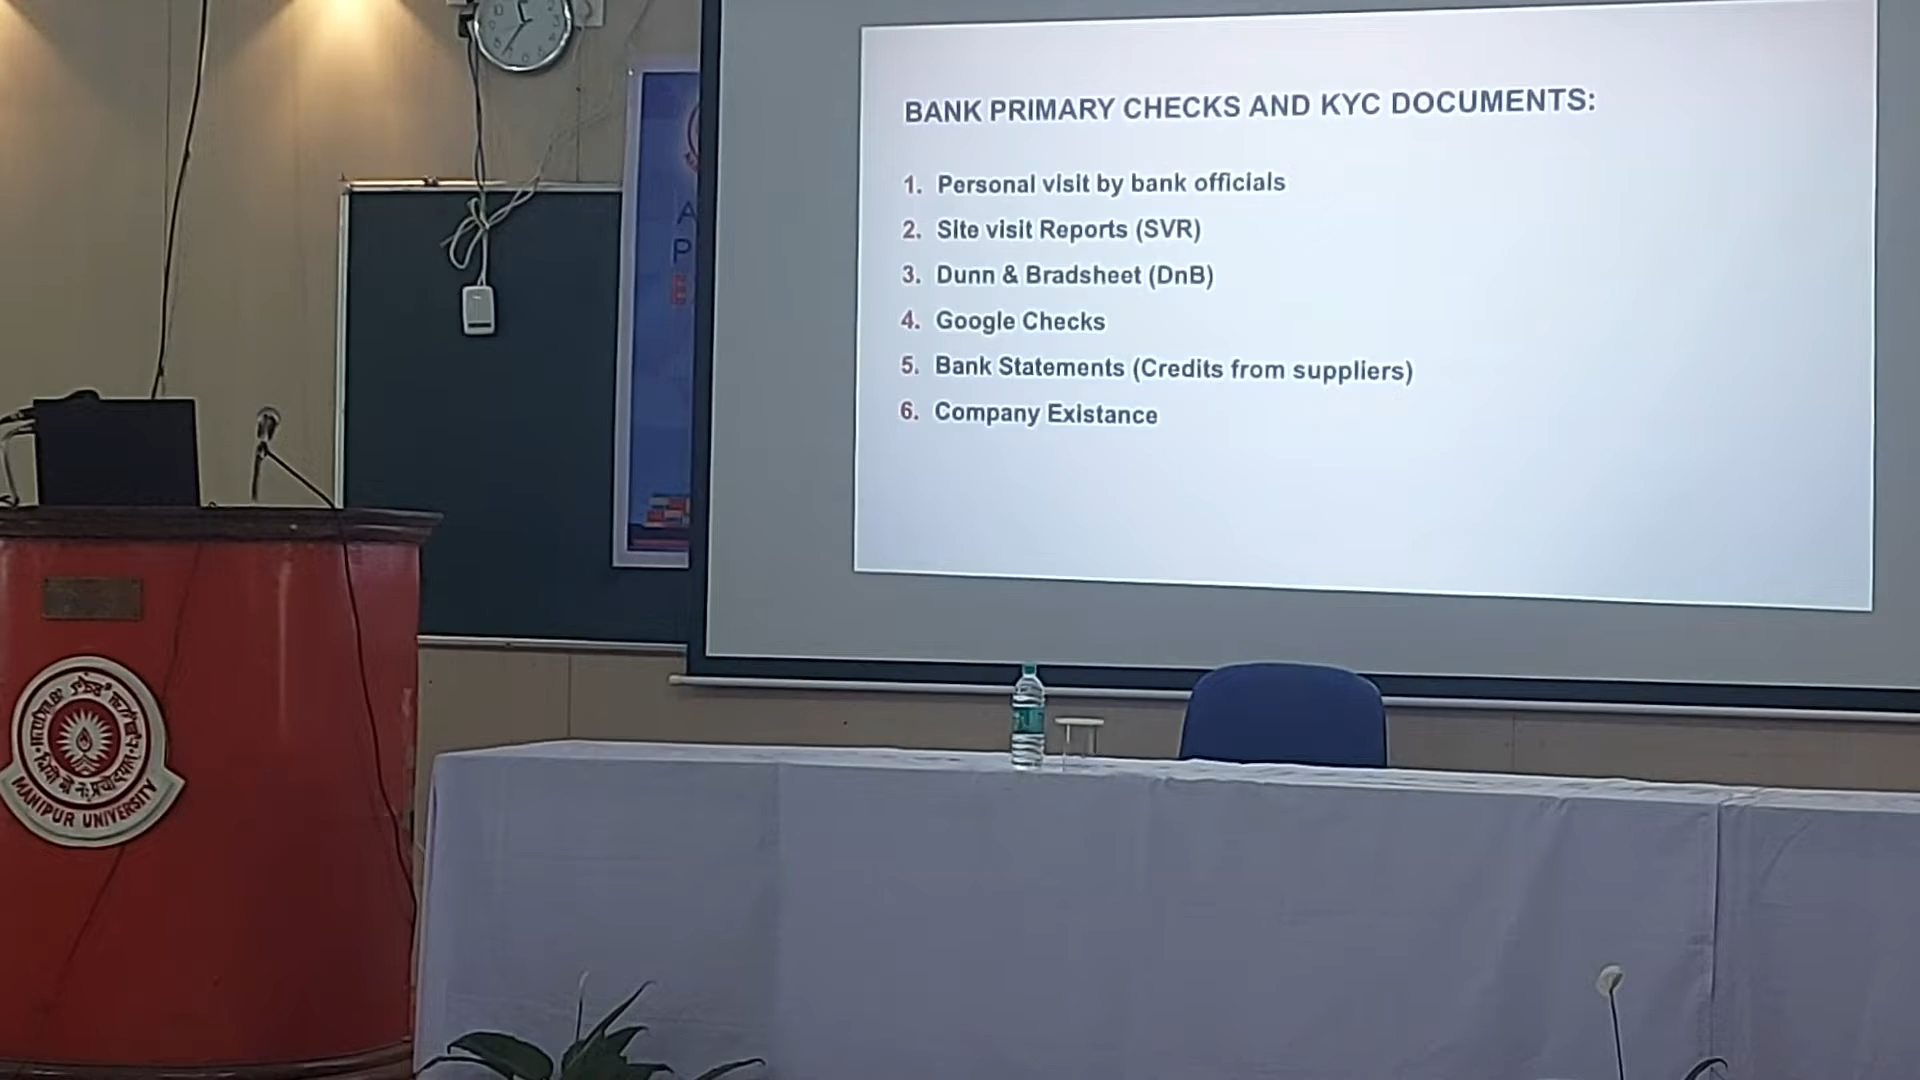 BANK PRIMARY CHECKS AND KYC DOCUMENTS:
1. Personal visit by bank officials
2. Site visit Reports (SVR)
3. Dunn & Bradsheet (DnB)
4. Google Checks
5. Bank Statements (Credits from suppliers)
6. Company Existance
A
P
E
MANIPUR UNIVERSITY